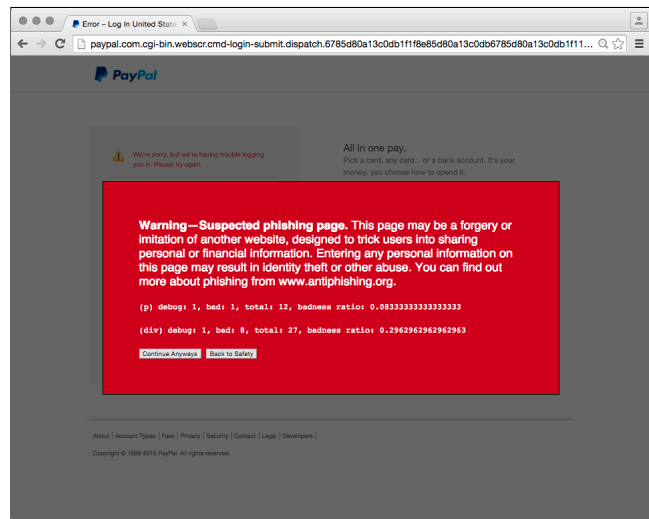 Error – Log In United State
paypal.com.cgi-bin.webscr.cmd-login-submit.dispatch.6785d80a13c0db1f1f8e85d80a13c0db6785d80a13c0db1f11...
PayPal
We're sorry, but we're having trouble logging
you in. Please try again.
All in one pay.
Pick a card, any card... or a bank account. It's your
money, you choose how to spend it.
Warning—Suspected phishing page. This page may be a forgery or
imitation of another website, designed to trick users into sharing
personal or financial information. Entering any personal information on
this page may result in identity theft or other abuse. You can find out
more about phishing from www.antiphishing.org.
(p) debug: 1, bad: 1, total: 12, badness ratio: 0.08333333333333333
(div) debug: 1, bad: 8, total: 27, badness ratio: 0.2962962962962963
Continue Anyways Back to Safety
About | Account Types | Fees | Privacy | Security | Contact | Legal | Developers |
Copyright © 1999-2015 PayPal. All rights reserved.